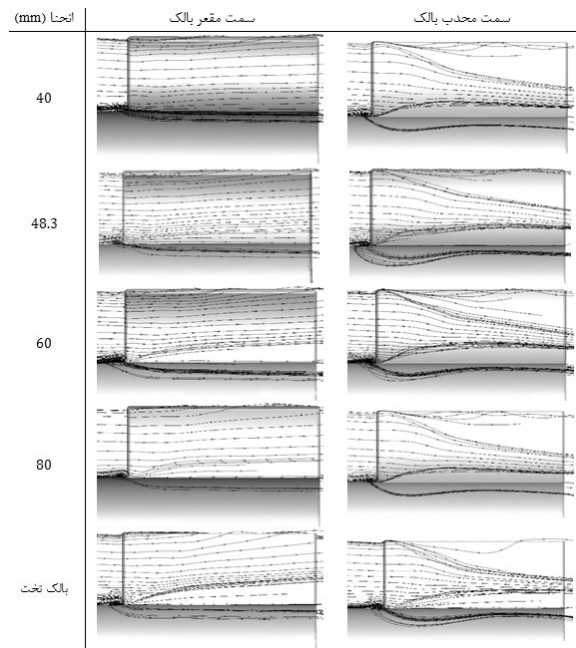 انحنا (mm)
سمت مقعر بالک
سمت محدب بالک
40
48.3
60
80
بالک تخت